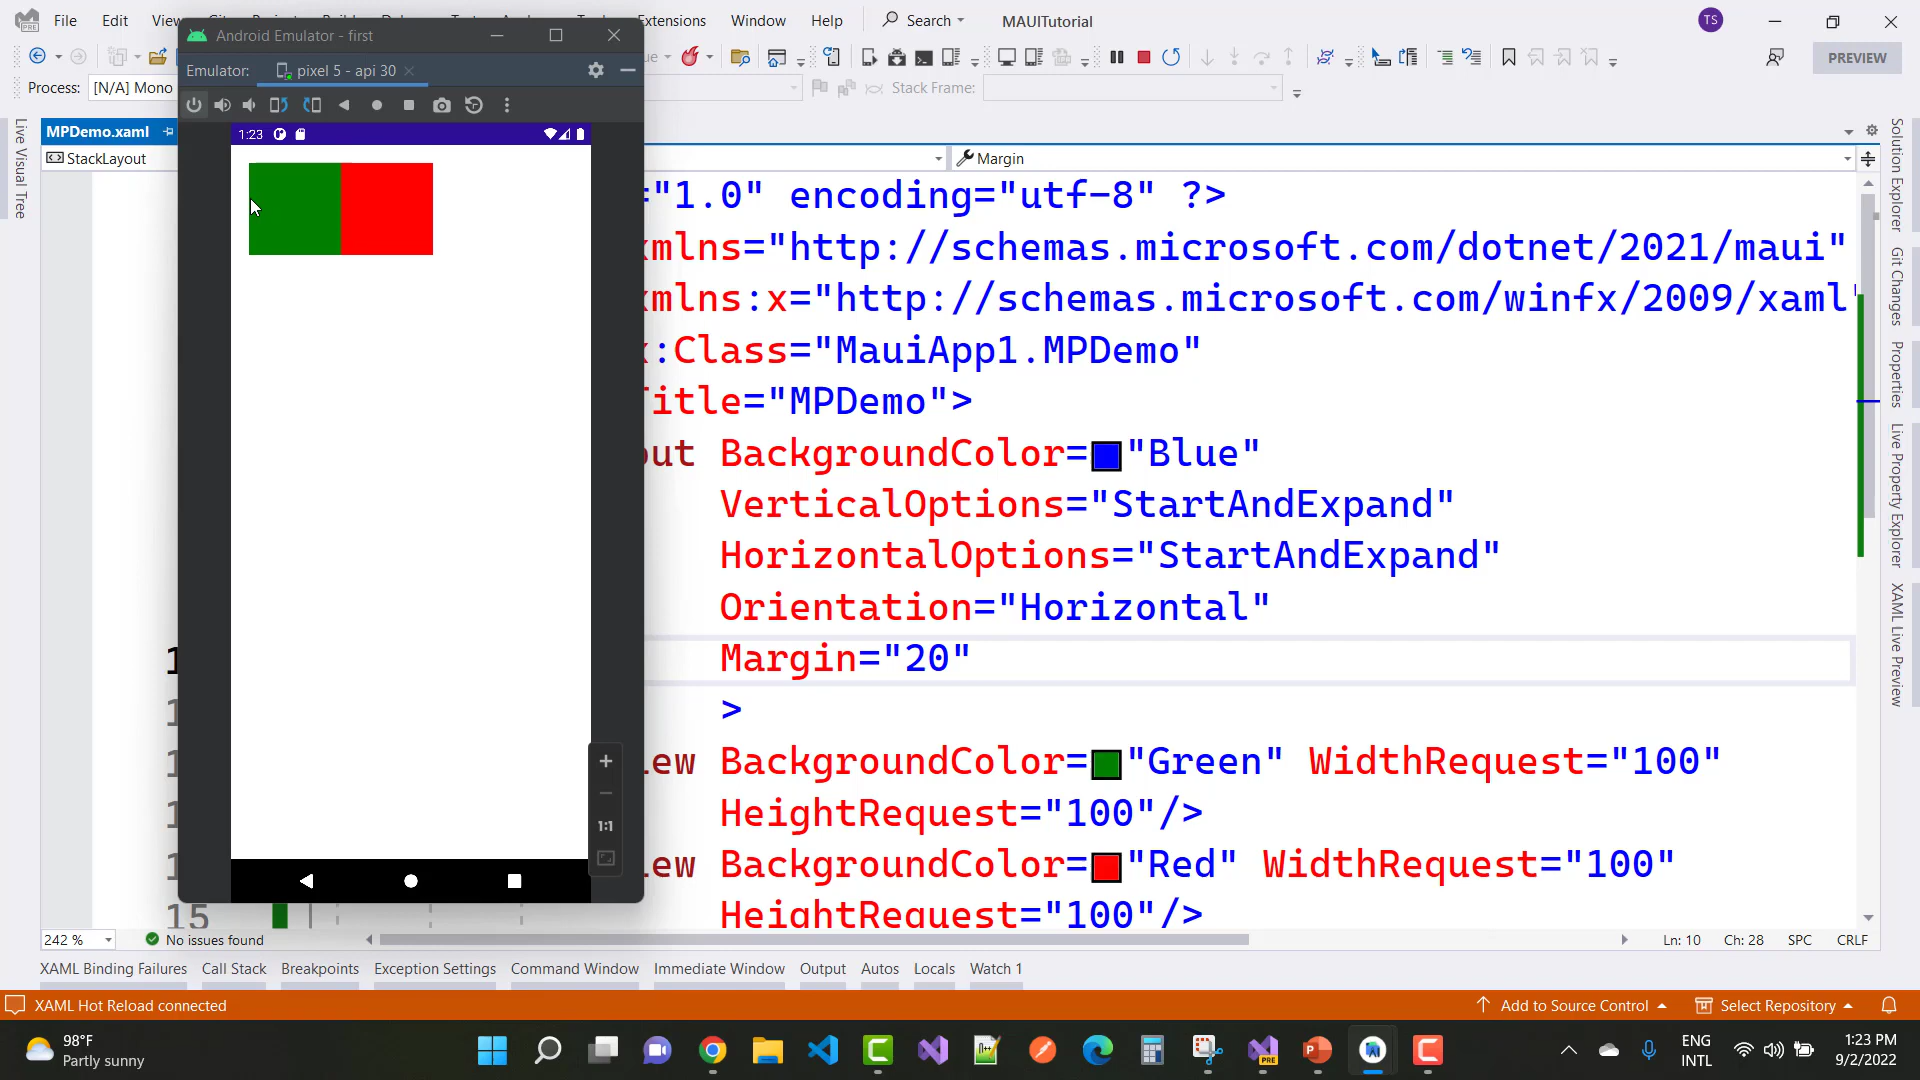 File Edit View Extensions Window Help Search MAUITutorial TS
Android Emulator - first
Emulator: pixel 5 - api 30
PREVIEW
Process: [N/A] Mono Stack Frame:
MPDemo.xaml
1:23
StackLayout Margin
="1.0" encoding="utf-8" ?>
xmlns="http://schemas.microsoft.com/dotnet/2021/maui"
xmlns:x="http://schemas.microsoft.com/winfx/2009/xaml"
x:Class="MauiApp1.MPDemo"
Title="MPDemo">
out BackgroundColor="Blue"
VerticalOptions="StartAndExpand"
HorizontalOptions="StartAndExpand"
Orientation="Horizontal"
Margin="20"
>
iew BackgroundColor="Green" WidthRequest="100"
HeightRequest="100"/>
iew BackgroundColor="Red" WidthRequest="100"
HeightRequest="100"/>
15
1:1
Live Visual Tree
Solution Explorer
Git Changes
Properties
Live Property Explorer
XAML Live Preview
242 % No issues found Ln: 10 Ch: 28 SPC CRLF
XAML Binding Failures Call Stack Breakpoints Exception Settings Command Window Immediate Window Output Autos Locals Watch 1
XAML Hot Reload connected Add to Source Control Select Repository
98°F
Partly sunny
ENG
INTL
1:23 PM
9/2/2022